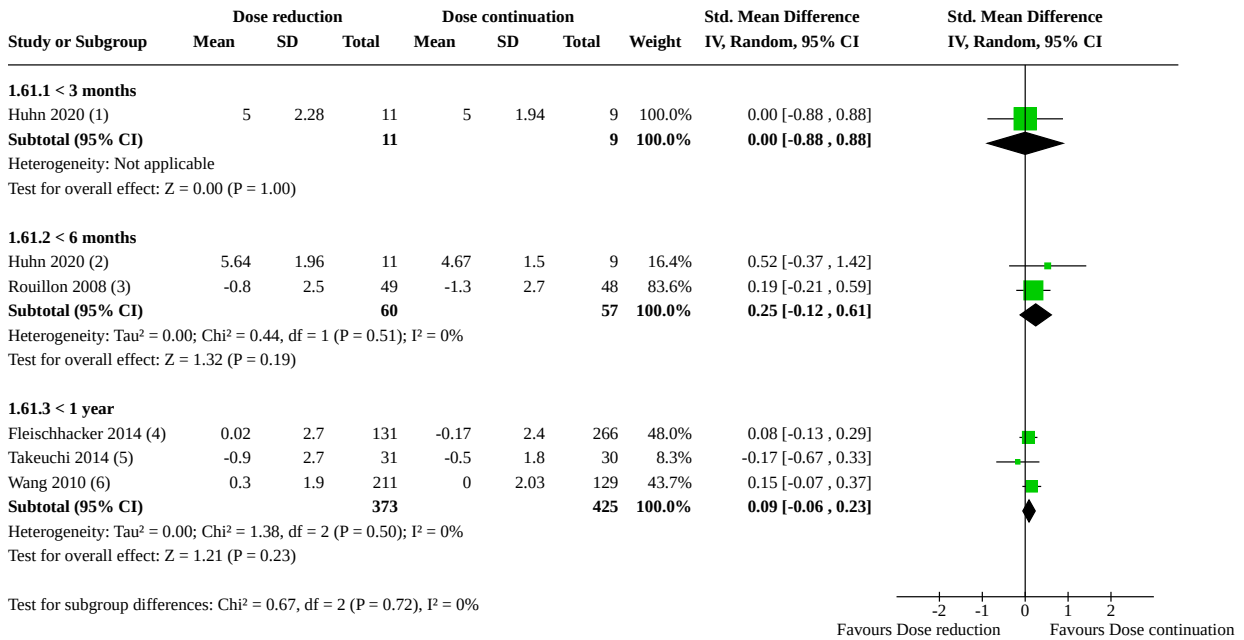 Dose reduction Dose continuation Std. Mean Difference Std. Mean Difference
Study or Subgroup Mean SD Total Mean SD Total Weight IV, Random, 95% CI IV, Random, 95% CI
1.61.1 < 3 months
Huhn 2020 (1) 5 2.28 11 5 1.94 9 100.0% 0.00 [-0.88 , 0.88]
Subtotal (95% CI) 11 9 100.0% 0.00 [-0.88 , 0.88]
Heterogeneity: Not applicable
Test for overall effect: Z = 0.00 (P = 1.00)
1.61.2 < 6 months
Huhn 2020 (2) 5.64 1.96 11 4.67 1.5 9 16.4% 0.52 [-0.37 , 1.42]
Rouillon 2008 (3) -0.8 2.5 49 -1.3 2.7 48 83.6% 0.19 [-0.21 , 0.59]
Subtotal (95% CI) 60 57 100.0% 0.25 [-0.12 , 0.61]
Heterogeneity: Tau² = 0.00; Chi² = 0.44, df = 1 (P = 0.51); I² = 0%
Test for overall effect: Z = 1.32 (P = 0.19)
1.61.3 < 1 year
Fleischhacker 2014 (4) 0.02 2.7 131 -0.17 2.4 266 48.0% 0.08 [-0.13 , 0.29]
Takeuchi 2014 (5) -0.9 2.7 31 -0.5 1.8 30 8.3% -0.17 [-0.67 , 0.33]
Wang 2010 (6) 0.3 1.9 211 0 2.03 129 43.7% 0.15 [-0.07 , 0.37]
Subtotal (95% CI) 373 425 100.0% 0.09 [-0.06 , 0.23]
Heterogeneity: Tau² = 0.00; Chi² = 1.38, df = 2 (P = 0.50); I² = 0%
Test for overall effect: Z = 1.21 (P = 0.23)
Test for subgroup differences: Chi² = 0.67, df = 2 (P = 0.72), I² = 0%
-2 -1 0 1 2
Favours Dose reduction Favours Dose continuation